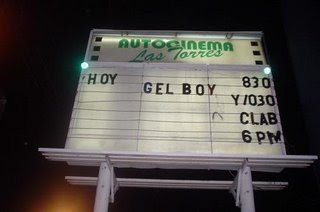 AUTOCINEMA
Las Torres
HOY GEL BOY 830
Y/030
CLAB
6PM